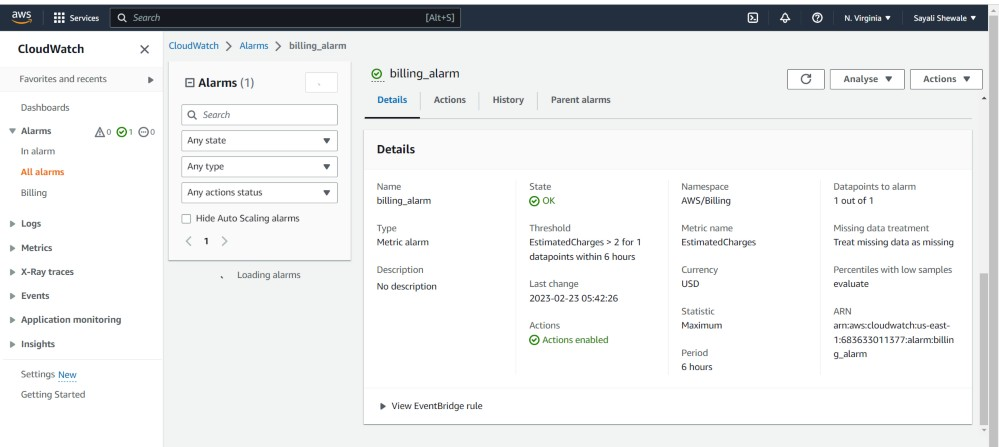 aws
Services
Search
[Alt+S]
N. Virginia
Sayali Shewale
CloudWatch
Favorites and recents
Dashboards
Alarms
0
1
0
In alarm
All alarms
Billing
Logs
Metrics
X-Ray traces
Events
Application monitoring
Insights
Settings New
Getting Started
CloudWatch
Alarms
billing_alarm
Alarms (1)
Search
Any state
Any type
Any actions status
Hide Auto Scaling alarms
1
Loading alarms
billing_alarm
Analyse
Actions
Details
Actions
History
Parent alarms
Details
Name
billing_alarm
Type
Metric alarm
Description
No description
State
OK
Threshold
EstimatedCharges > 2 for 1
datapoints within 6 hours
Last change
2023-02-23 05:42:26
Actions
Actions enabled
Namespace
AWS/Billing
Metric name
EstimatedCharges
Currency
USD
Statistic
Maximum
Period
6 hours
Datapoints to alarm
1 out of 1
Missing data treatment
Treat missing data as missing
Percentiles with low samples
evaluate
ARN
arn:aws:cloudwatch:us-east-
1:683633011377:alarm:billin
g_alarm
View EventBridge rule